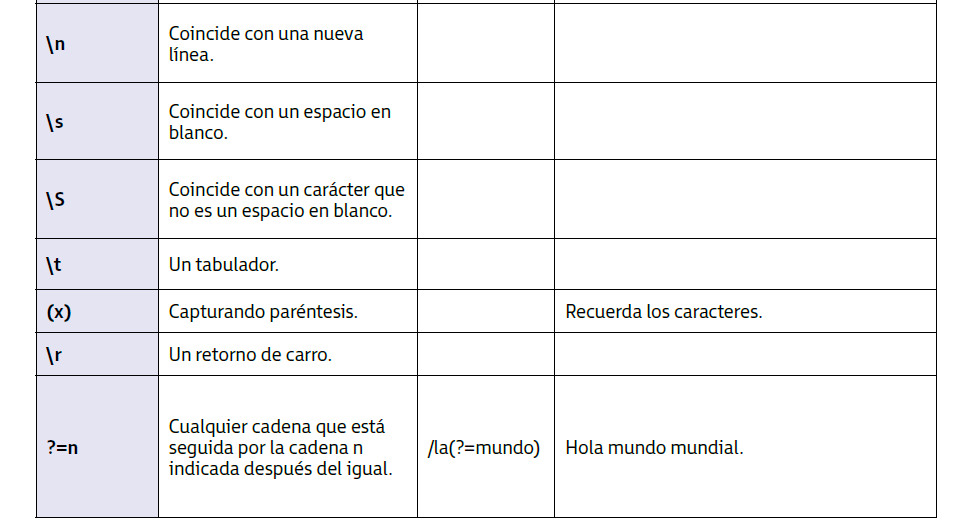 \n
Coincide con una nueva
línea.
\s
Coincide con un espacio en
blanco.
\S
Coincide con un carácter que
no es un espacio en blanco.
\t
Un tabulador.
(x)
Capturando paréntesis.
Recuerda los caracteres.
\r
Un retorno de carro.
?=n
Cualquier cadena que está
seguida por la cadena n
indicada después del igual.
/la(?=mundo)
Hola mundo mundial.